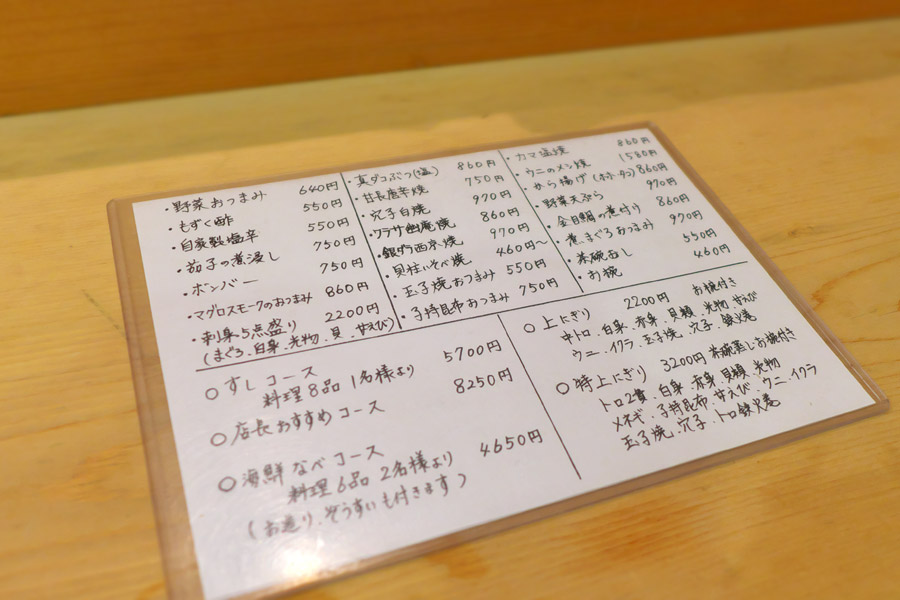 ・野菜おつまみ 640円
・もずく酢 550円
・自家製塩辛 550円
・茄子の煮浸し 750円
・ボンバー 750円
・マグロスモークのおつまみ 860円
・刺身5点盛り 2200円
(まぐろ、白身、光物、貝、甘えび)
・真ダコぶつ(塩) 860円
・甘長唐辛焼 750円
・穴子白焼 970円
・ワラサ幽庵焼 860円
・銀ダラ西京焼 970円
・貝柱いそべ焼 460円〜
・玉子焼おつまみ 550円
・子持昆布おつまみ 750円
・カマ塩焼 860円
・ウニのメン焼 1580円
・から揚げ 860円
・野菜天ぷら 970円
・金目鯛の煮付け 860円
・煮まぐろおつまみ 970円
・茶碗むし 550円
・お椀 460円
○すしコース 5700円
料理8品 1名様より
○店長おすすめコース 8250円
○海鮮なべコース 4650円
料理6品 2名様より
(お造り、ぞうすいも付きます)
○上にぎり 2200円 お椀付き
中トロ、白身、赤身、貝類、光物、甘えび
ウニ、イクラ、玉子焼、穴子、鉄火巻
○特上にぎり 3200円 茶碗蒸し、お椀付き
トロ2貫、白身、赤身、貝類、光物
メネギ、子持昆布、甘えび、ウニ、イクラ
玉子焼、穴子、トロ鉄火巻